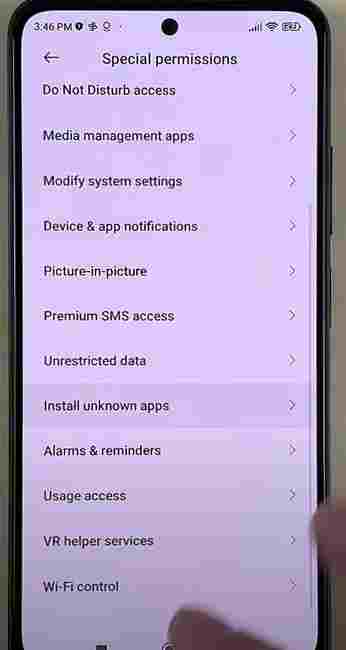 3:46 PM
Special permissions
Do Not Disturb access
Media management apps
Modify system settings
Device & app notifications
Picture-in-picture
Premium SMS access
Unrestricted data
Install unknown apps
Alarms & reminders
Usage access
VR helper services
Wi-Fi control